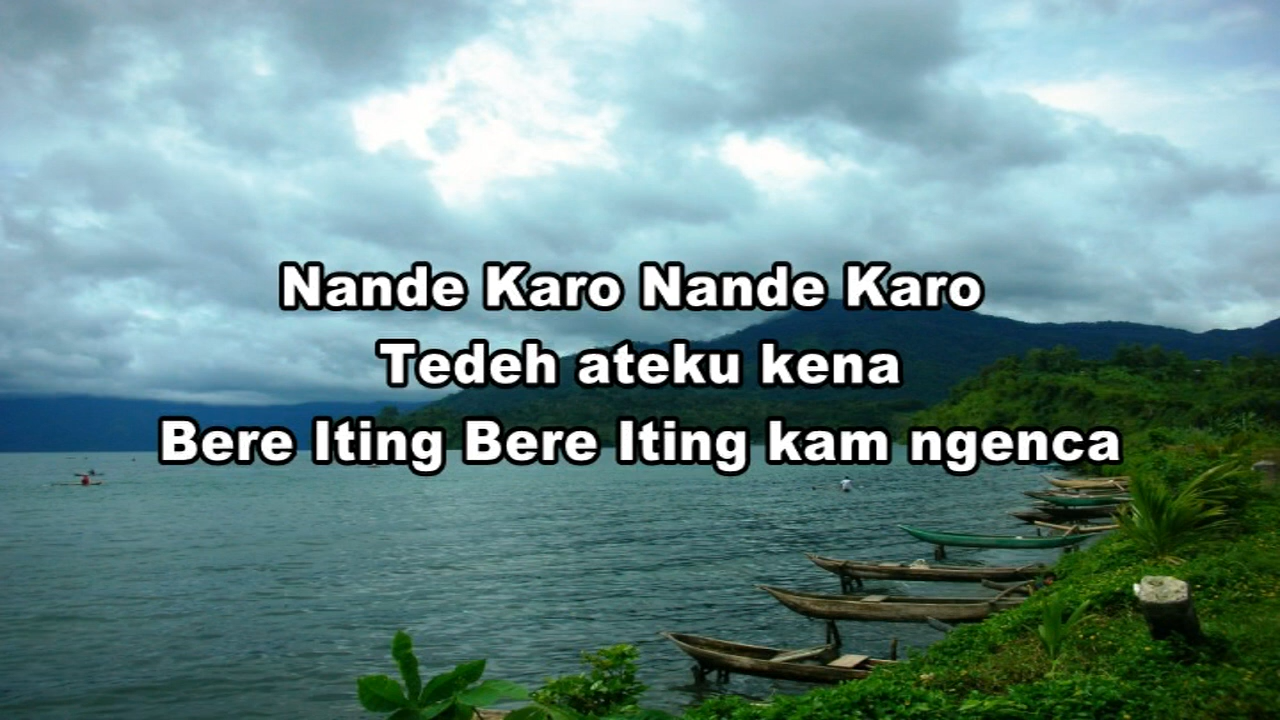 Nande Karo Nande Karo
Tedeh ateku kena
Bere Iting Bere Iting kam ngenca